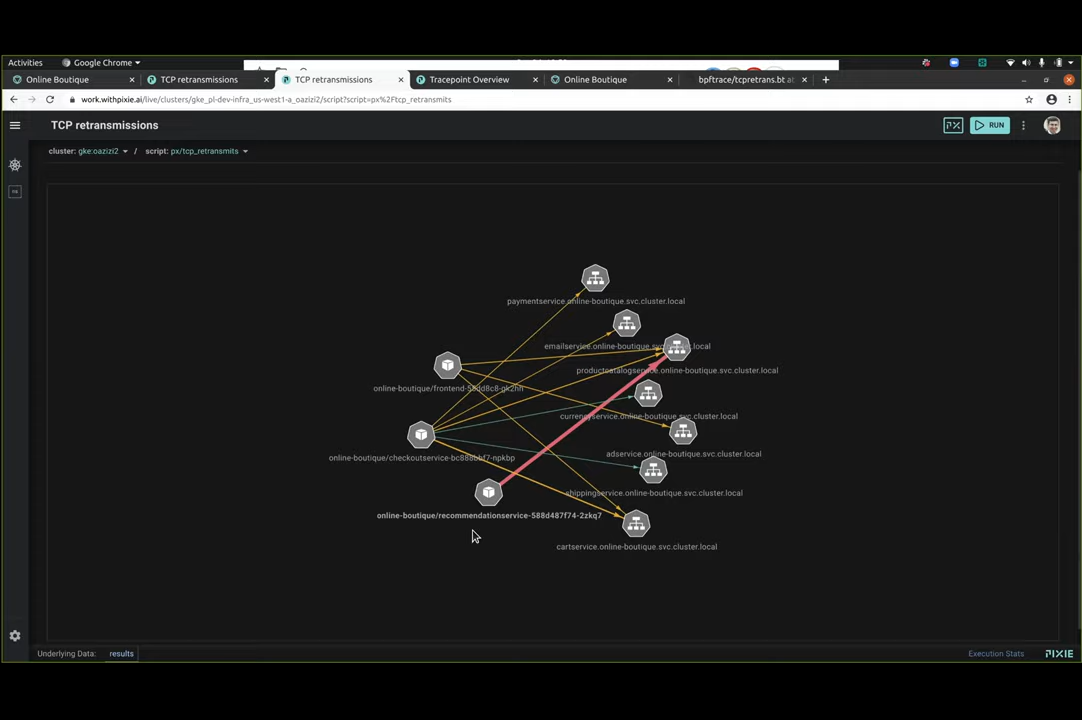 Activities
Google Chrome
Online Boutique
TCP retransmissions
TCP retransmissions
Tracepoint Overview
Online Boutique
bpftrace/tcpretrans.bt at
work.withpixie.ai/live/clusters/gke_pl-dev-infra_us-west1-a_oazizi2/script?script=px%2Ftcp_retransmits
TCP retransmissions
RUN
cluster: gke:oazizi2 / script: px/tcp_retransmits
paymentservice.online-boutique.svc.cluster.local
emailservice.online-boutique.svc.cluster.local
productcatalogservice.online-boutique.svc.cluster.local
currencyservice.online-boutique.svc.cluster.local
adservice.online-boutique.svc.cluster.local
online-boutique/checkoutservice-bc888bbf7-npkbp
shippingservice.online-boutique.svc.cluster.local
online-boutique/recommendationservice-588d487f74-2zkq7
cartservice.online-boutique.svc.cluster.local
Underlying Data: results
Execution Stats
PIXIE